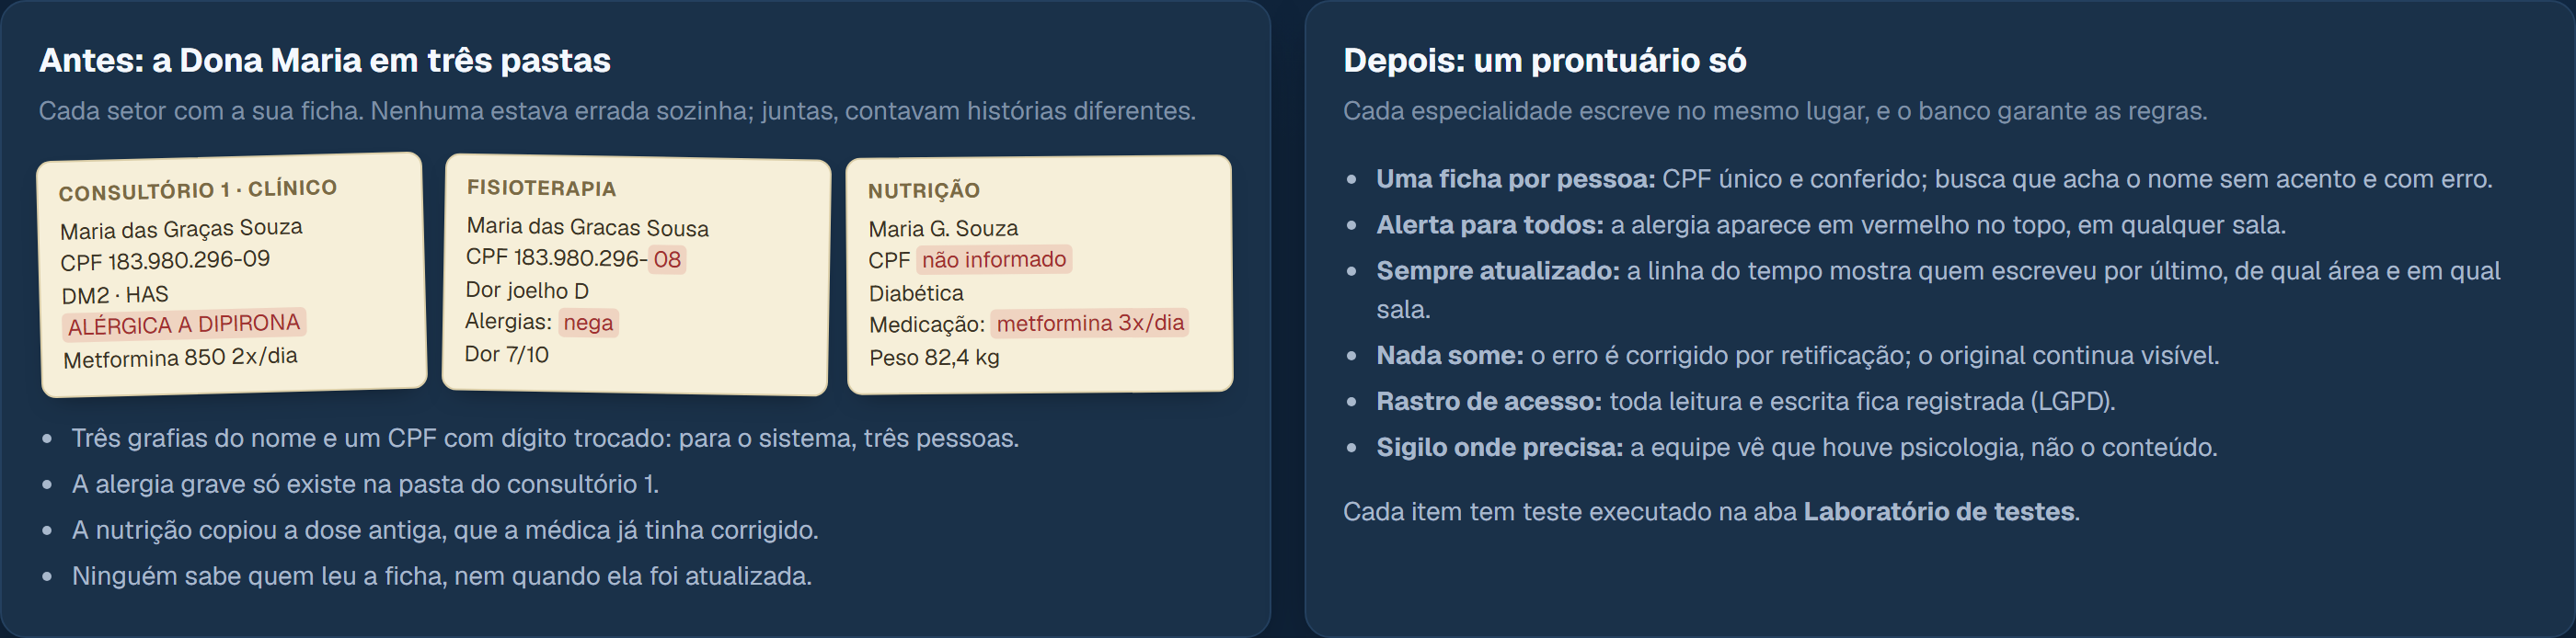 Antes: a Dona Maria em três pastas
Cada setor com a sua ficha. Nenhuma estava errada sozinha; juntas, contavam histórias diferentes.
CONSULTÓRIO 1 · CLÍNICO
Maria das Graças Souza
CPF 183.980.296-09
DM2 · HAS
ALÉRGICA A DIPIRONA
Metformina 850 2x/dia
FISIOTERAPIA
Maria das Gracas Sousa
CPF 183.980.296-08
Dor joelho D
Alergias: nega
Dor 7/10
NUTRIÇÃO
Maria G. Souza
CPF não informado
Diabética
Medicação: metformina 3x/dia
Peso 82,4 kg
• Três grafias do nome e um CPF com dígito trocado: para o sistema, três pessoas.
• A alergia grave só existe na pasta do consultório 1.
• A nutrição copiou a dose antiga, que a médica já tinha corrigido.
• Ninguém sabe quem leu a ficha, nem quando ela foi atualizada.
Depois: um prontuário só
Cada especialidade escreve no mesmo lugar, e o banco garante as regras.
• Uma ficha por pessoa: CPF único e conferido; busca que acha o nome sem acento e com erro.
• Alerta para todos: a alergia aparece em vermelho no topo, em qualquer sala.
• Sempre atualizado: a linha do tempo mostra quem escreveu por último, de qual área e em qual
sala.
• Nada some: o erro é corrigido por retificação; o original continua visível.
• Rastro de acesso: toda leitura e escrita fica registrada (LGPD).
• Sigilo onde precisa: a equipe vê que houve psicologia, não o conteúdo.
Cada item tem teste executado na aba Laboratório de testes.